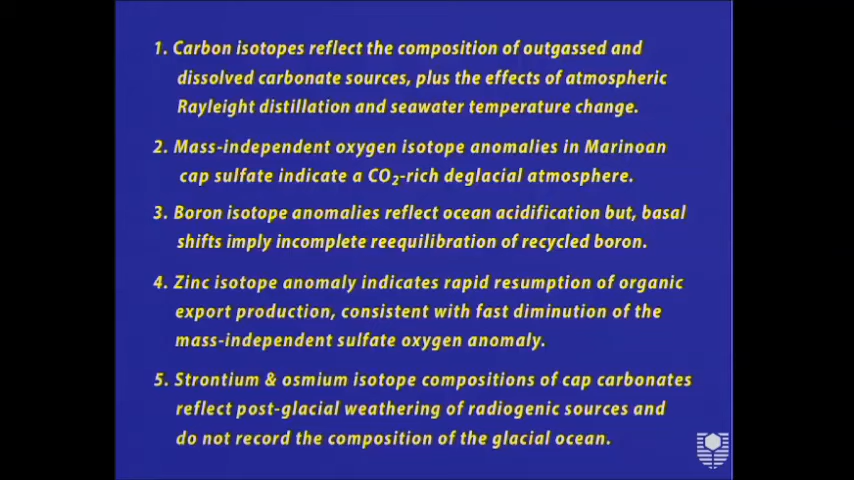 1. Carbon isotopes reflect the composition of outgassed and
dissolved carbonate sources, plus the effects of atmospheric
Rayleight distillation and seawater temperature change.
2. Mass-independent oxygen isotope anomalies in Marinoan
cap sulfate indicate a CO₂-rich deglacial atmosphere.
3. Boron isotope anomalies reflect ocean acidification but, basal
shifts imply incomplete reequilibration of recycled boron.
4. Zinc isotope anomaly indicates rapid resumption of organic
export production, consistent with fast diminution of the
mass-independent sulfate oxygen anomaly.
5. Strontium & osmium isotope compositions of cap carbonates
reflect post-glacial weathering of radiogenic sources and
do not record the composition of the glacial ocean.